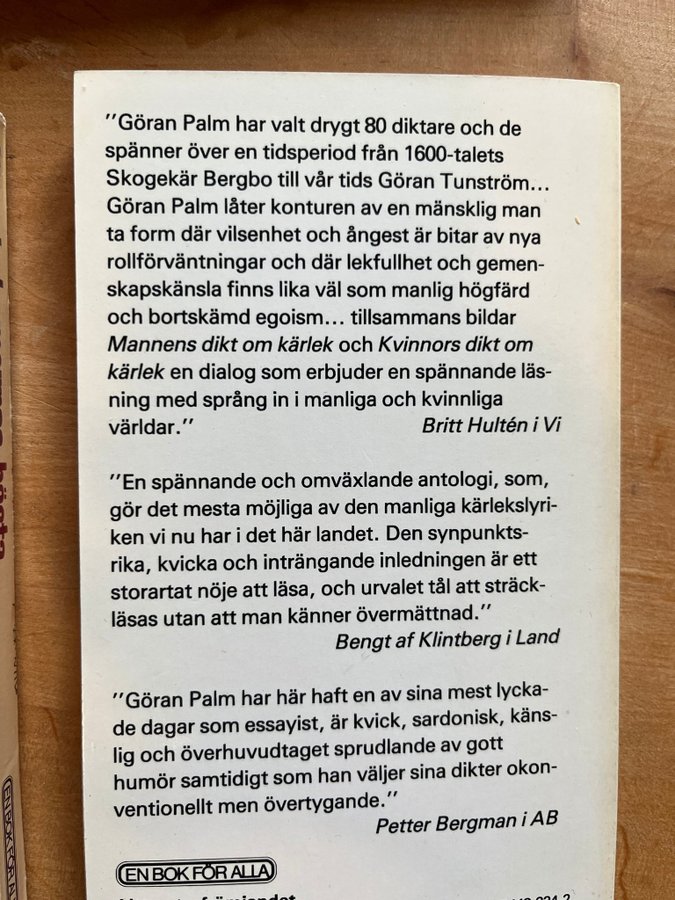 "Göran Palm har valt drygt 80 diktare och de
spänner över en tidsperiod från 1600-talets
Skogekär Bergbo till vår tids Göran Tunström...
Göran Palm låter konturen av en mänsklig man
ta form där vilsenhet och ångest är bitar av nya
rollförväntningar och där lekfullhet och gemen-
skapskänsla finns lika väl som manlig högfärd
och bortskämd egoism... tillsammans bildar
Mannens dikt om kärlek och Kvinnors dikt om
kärlek en dialog som erbjuder en spännande läs-
ning med språng in i manliga och kvinnliga
världar." Britt Hultén i Vi
"En spännande och omväxlande antologi, som,
gör det mesta möjliga av den manliga kärlekslyri-
ken vi nu har i det här landet. Den synpunkts-
rika, kvicka och inträngande inledningen är ett
storartat nöje att läsa, och urvalet tål att sträck-
läsas utan att man känner övermättnad."
Bengt af Klintberg i Land
"Göran Palm har här haft en av sina mest lycka-
de dagar som essayist, är kvick, sardonisk, käns-
lig och överhuvudtaget sprudlande av gott
humör samtidigt som han väljer sina dikter okon-
ventionellt men övertygande."
Petter Bergman i AB
EN BOK FÖR ALLA
EN BOK FÖR A